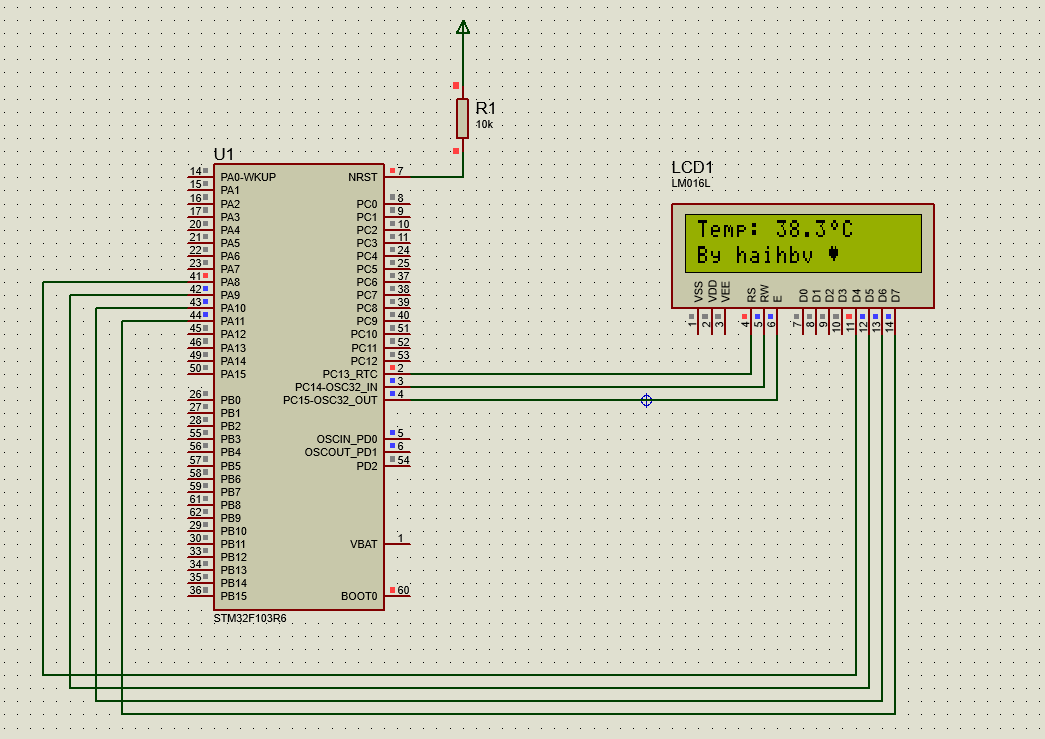 R1
10k
U1
14 PA0-WKUP
15 PA1
16 PA2
17 PA3
20 PA4
21 PA5
22 PA6
23 PA7
41 PA8
42 PA9
43 PA10
44 PA11
45 PA12
46 PA13
49 PA14
50 PA15
26 PB0
27 PB1
28 PB2
55 PB3
56 PB4
57 PB5
58 PB6
59 PB7
61 PB8
62 PB9
29 PB10
30 PB11
33 PB12
34 PB13
35 PB14
36 PB15
NRST 7
PC0 8
PC1 9
PC2 10
PC3 11
PC4 24
PC5 25
PC6 37
PC7 38
PC8 39
PC9 40
PC10 51
PC11 52
PC12 53
PC13_RTC 2
PC14-OSC32_IN 3
PC15-OSC32_OUT 4
OSCIN_PD0 5
OSCOUT_PD1 6
PD2 54
VBAT 1
BOOT0 60
STM32F103R6
LCD1
LM016L
Temp: 38.3°C
By haihbv
VSS VDD VEE RS RW E D0 D1 D2 D3 D4 D5 D6 D7
1 2 3 4 5 6 7 8 9 10 11 12 13 14